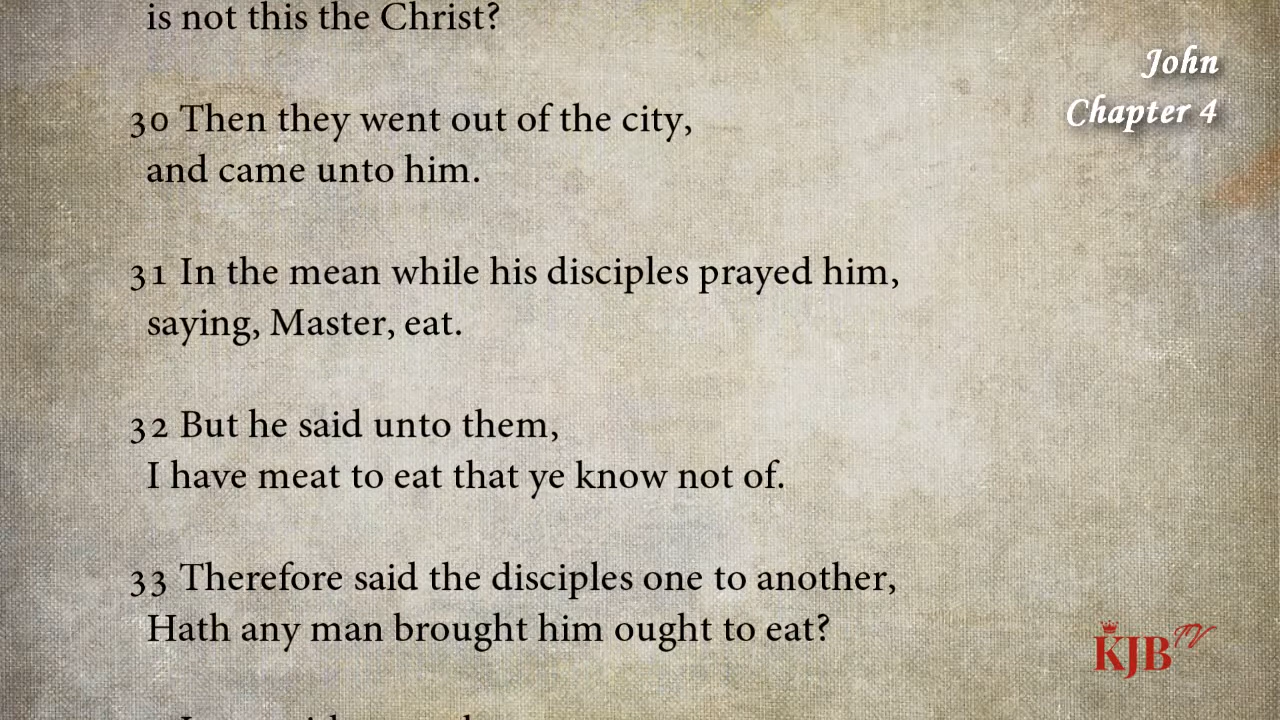 is not this the Christ?
John
Chapter 4
30 Then they went out of the city,
and came unto him.
31 In the mean while his disciples prayed him,
saying, Master, eat.
32 But he said unto them,
I have meat to eat that ye know not of.
33 Therefore said the disciples one to another,
Hath any man brought him ought to eat?
KJB TV